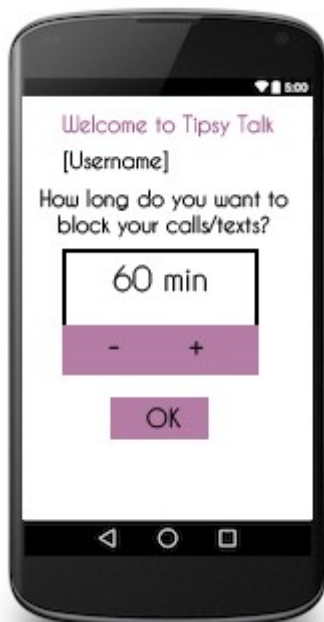 5:00
Welcome to Tipsy Talk
[Username]
How long do you want to
block your calls/texts?
60 min
- +
OK